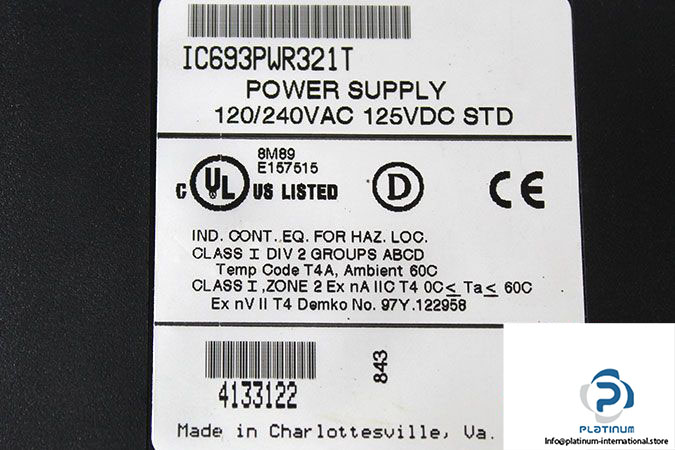 IC693PWR321T
POWER SUPPLY
120/240VAC 125VDC STD
8M89
E157515
C UL US LISTED
D
CE
IND. CONT. EQ. FOR HAZ. LOC.
CLASS I DIV 2 GROUPS ABCD
Temp Code T4A, Ambient 60C
CLASS I ,ZONE 2 Ex nA IIC T4 0C≤ Ta≤ 60C
Ex nV II T4 Demko No. 97Y.122958
843
4133122
Made in Charlottesville, Va.
PLATINUM
Info@platinum-international.store